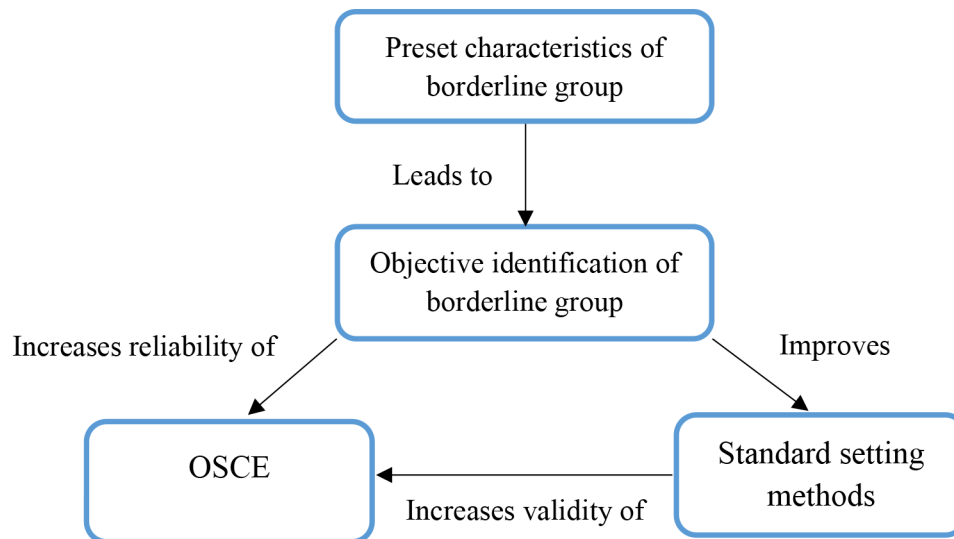 Preset characteristics of
borderline group
Leads to
Objective identification of
borderline group
Increases reliability of
Improves
OSCE
Standard setting
methods
Increases validity of